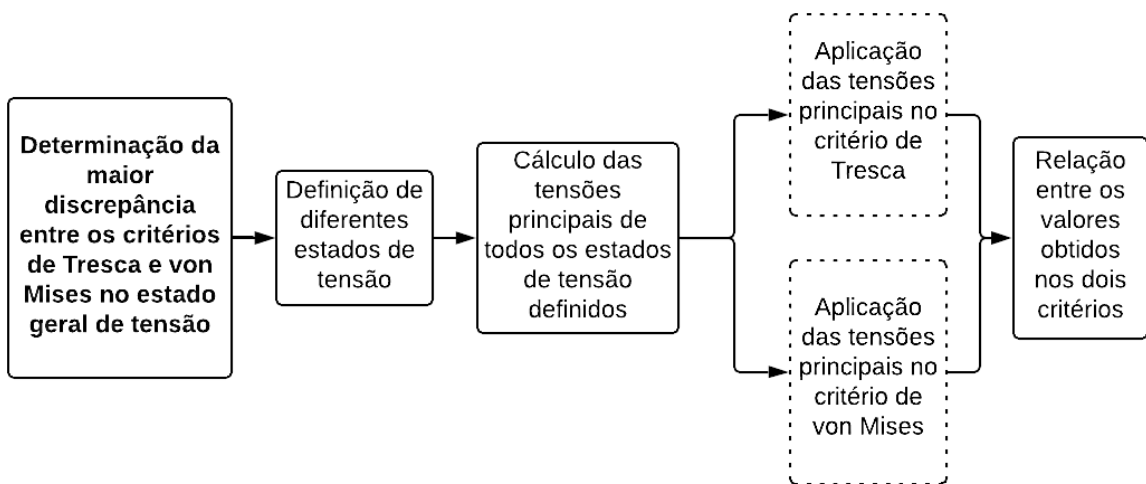 Determinação da
maior
discrepância
entre os critérios
de Tresca e von
Mises no estado
geral de tensão
Definição de
diferentes
estados de
tensão
Cálculo das
tensões
principais de
todos os estados
de tensão
definidos
Aplicação
das tensões
principais no
critério de
Tresca
Aplicação
das tensões
principais no
critério de
von Mises
Relação
entre os
valores
obtidos
nos dois
critérios